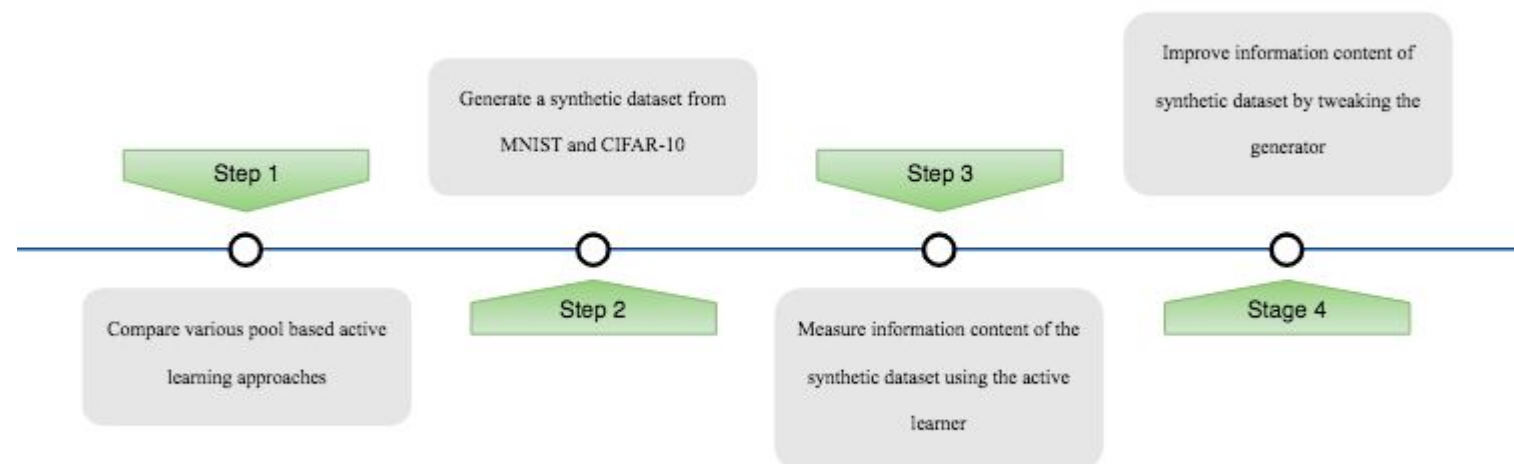 Step 1
Compare various pool based active
learning approaches
Generate a synthetic dataset from
MNIST and CIFAR-10
Step 2
Step 3
Measure information content of the
synthetic dataset using the active
learner
Improve information content of
synthetic dataset by tweaking the
generator
Stage 4